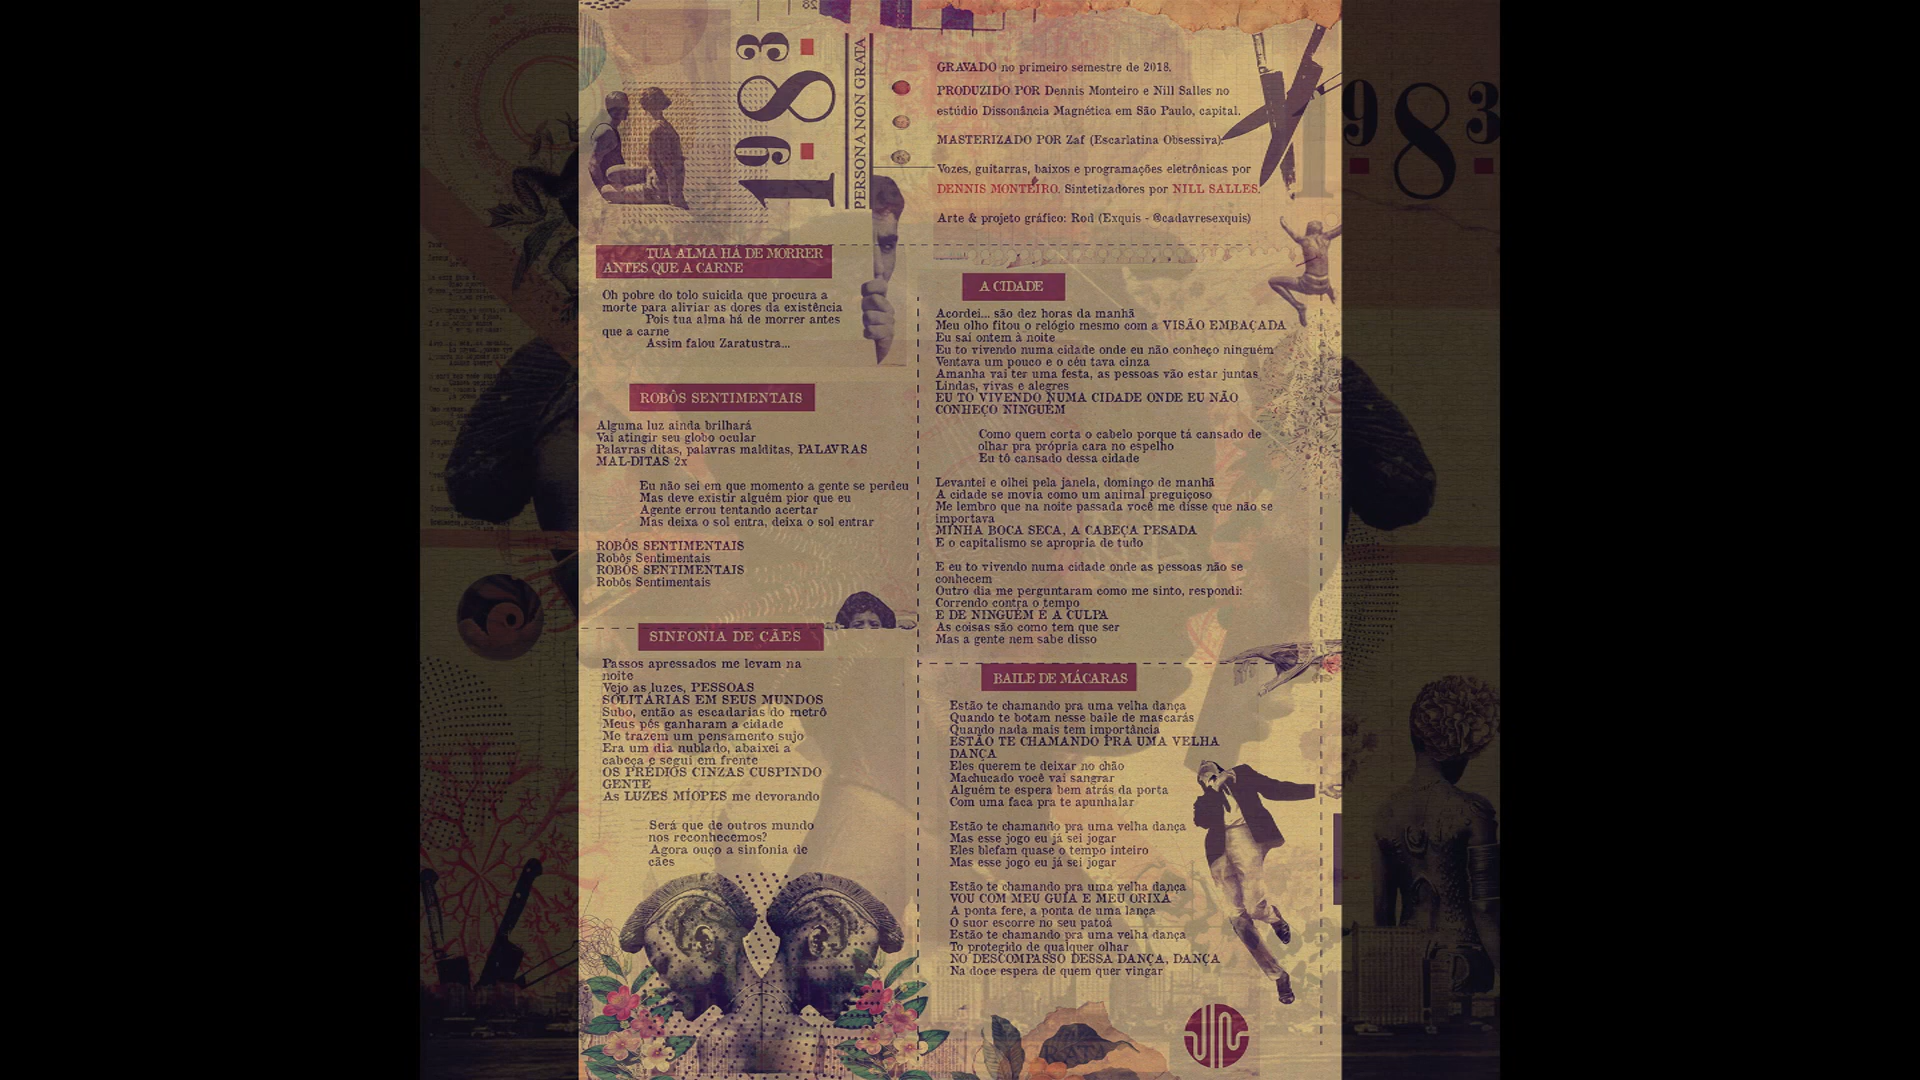 1983
PERSONA NON GRATA
GRAVADO no primeiro semestre de 2018.
PRODUZIDO POR Dennis Monteiro e Nill Salles no
estúdio Dissonância Magnética em São Paulo, capital.
MASTERIZADO POR Zaf (Escarlatina Obsessiva).
Vozes, guitarras, baixos e programações eletrônicas por
DENNIS MONTEIRO. Sintetizadores por NILL SALLES.
Arte & projeto gráfico: Rod (Exquis - @cadavresexquis)
TUA ALMA HÁ DE MORRER
ANTES QUE A CARNE
Oh pobre do tolo suicida que procura a
morte para aliviar as dores da existência
Pois tua alma há de morrer antes
que a carne
Assim falou Zaratustra...
ROBÔS SENTIMENTAIS
Alguma luz ainda brilhará
Vai atingir seu globo ocular
Palavras ditas, palavras malditas, PALAVRAS
MAL-DITAS 2x
Eu não sei em que momento a gente se perdeu
Mas deve existir alguém pior que eu
Agente errou tentando acertar
Mas deixa o sol entra, deixa o sol entrar
ROBÔS SENTIMENTAIS
Robôs Sentimentais
ROBÔS SENTIMENTAIS
Robôs Sentimentais
SINFONIA DE CÃES
Passos apressados me levam na
noite
Vejo as luzes, PESSOAS
SOLITÁRIAS EM SEUS MUNDOS
Subo, então as escadarias do metrô
Meus pés ganharam a cidade
Me trazem um pensamento sujo
Era um dia nublado, abaixei a
cabeça e segui em frente
OS PRÉDIOS CINZAS CUSPINDO
GENTE
As LUZES MÍOPES me devorando
Será que de outros mundo
nos reconhecemos?
Agora ouço a sinfonia de
cães
A CIDADE
Acordei... são dez horas da manhã
Meu olho fitou o relógio mesmo com a VISÃO EMBAÇADA
Eu sai ontem à noite
Eu to vivendo numa cidade onde eu não conheço ninguém
Ventava um pouco e o céu tava cinza
Amanha vai ter uma festa, as pessoas vão estar juntas
Lindas, vivas e alegres
EU TO VIVENDO NUMA CIDADE ONDE EU NÃO
CONHEÇO NINGUÉM
Como quem corta o cabelo porque tá cansado de
olhar pra própria cara no espelho
Eu tô cansado dessa cidade
Levantei e olhei pela janela, domingo de manhã
A cidade se movia como um animal preguiçoso
Me lembro que na noite passada você me disse que não se
importava
MINHA BOCA SECA, A CABEÇA PESADA
E o capitalismo se apropria de tudo
E eu to vivendo numa cidade onde as pessoas não se
conhecem
Outro dia me perguntaram como me sinto, respondi:
Correndo contra o tempo
E DE NINGUÉM É A CULPA
As coisas são como tem que ser
Mas a gente nem sabe disso
BAILE DE MÁCARAS
Estão te chamando pra uma velha dança
Quando te botam nesse baile de mascarás
Quando nada mais tem importância
ESTÃO TE CHAMANDO PRA UMA VELHA
DANÇA
Eles querem te deixar no chão
Machucado você vai sangrar
Alguém te espera bem atrás da porta
Com uma faca pra te apunhalar
Estão te chamando pra uma velha dança
Mas esse jogo eu já sei jogar
Eles blefam quase o tempo inteiro
Mas esse jogo eu já sei jogar
Estão te chamando pra uma velha dança
VOU COM MEU GUIA E MEU ORIXA
A ponta fere, a ponta de uma lança
O suor escorre no seu patoá
Estão te chamando pra uma velha dança
To protegido de qualquer olhar
NO DESCOMPASSO DESSA DANÇA, DANÇA
Na doce espera de quem quer vingar
1983